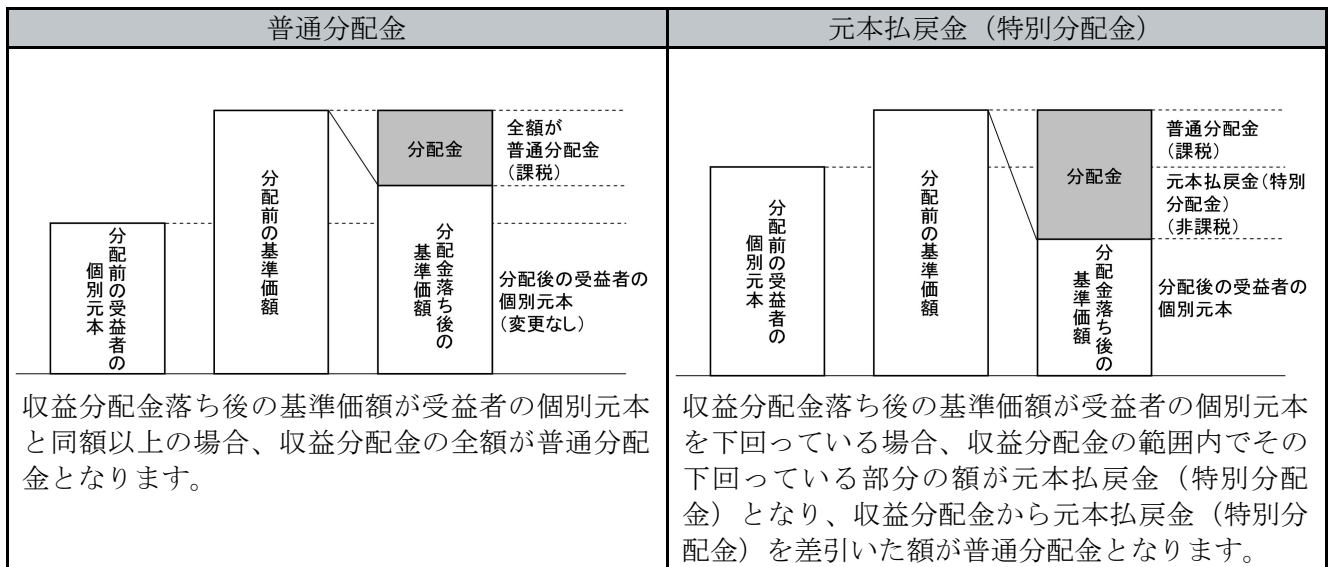 普通分配金
分配前の受益者の
個別元本
分配前の基準価額
分配金
分配金落ち後の
基準価額
全額が
普通分配金
（課税）
分配後の受益者の
個別元本
（変更なし）
収益分配金落ち後の基準価額が受益者の個別元本
と同額以上の場合、収益分配金の全額が普通分配
金となります。
元本払戻金（特別分配金）
分配前の受益者の
個別元本
分配前の基準価額
分配金
分配金落ち後の
基準価額
普通分配金
（課税）
元本払戻金（特別
分配金）
（非課税）
分配後の受益者の
個別元本
収益分配金落ち後の基準価額が受益者の個別元本
を下回っている場合、収益分配金の範囲内でその
下回っている部分の額が元本払戻金（特別分配
金）となり、収益分配金から元本払戻金（特別分
配金）を差引いた額が普通分配金となります。